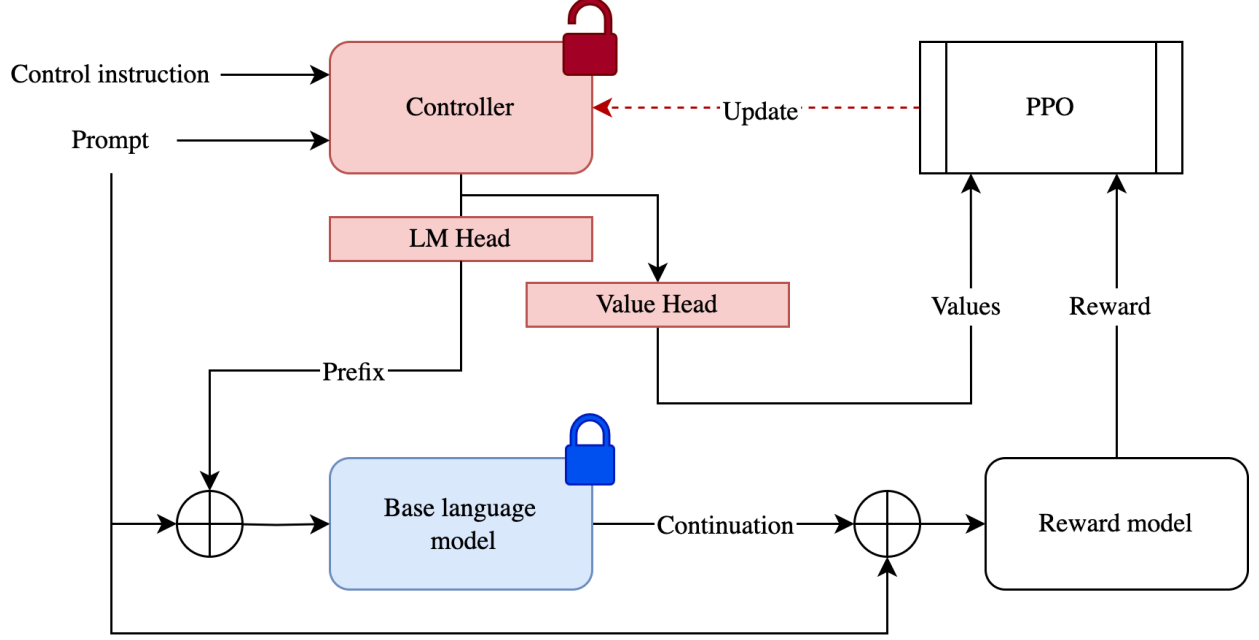 Control instruction
Controller
Update
PPO
Prompt
LM Head
Value Head
Values
Reward
Prefix
Base language
model
Continuation
Reward model